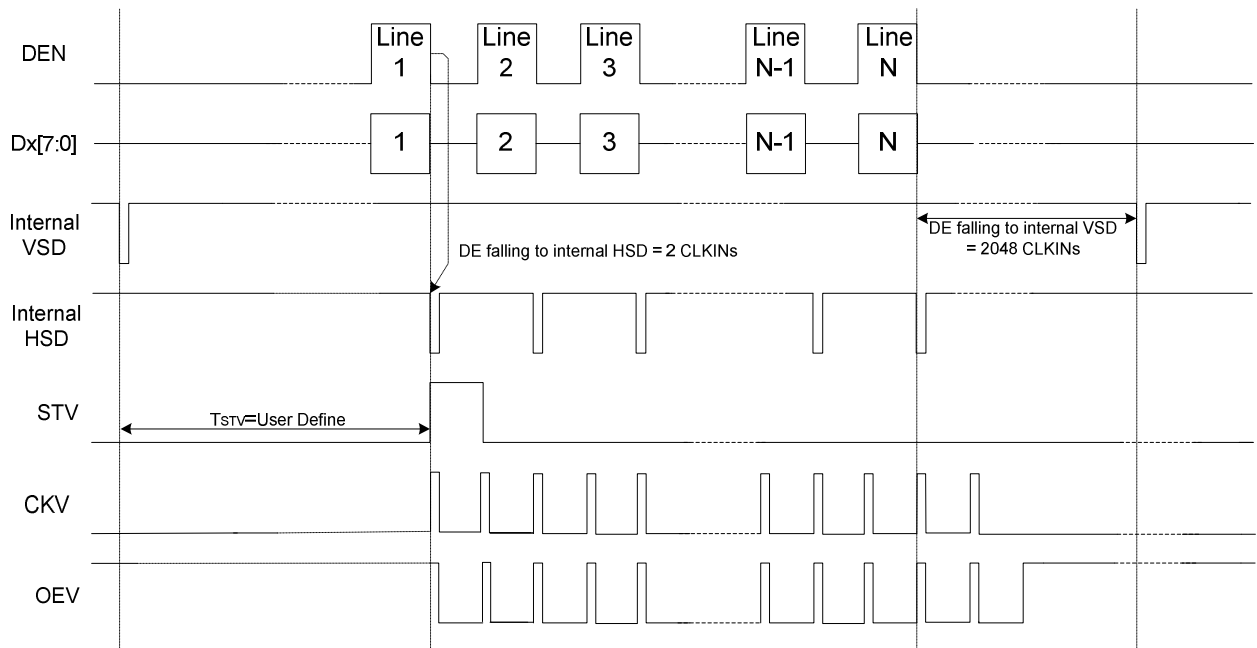 DEN
Line
1
Line
2
Line
3
Line
N-1
Line
N
Dx[7:0]
1
2
3
N-1
N
Internal
VSD
DE falling to internal HSD = 2 CLKINs
DE falling to internal VSD
= 2048 CLKINs
Internal
HSD
STV
TSTV=User Define
CKV
OEV